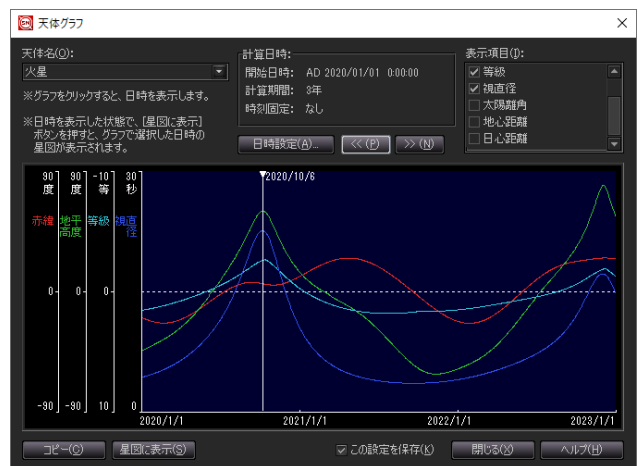 天体グラフ
天体名(O):
火星
※グラフをクリックすると、日時を表示します。
※日時を表示した状態で、[星図に表示]
ボタンを押すと、グラフで選択した日時の
星図が表示されます。
計算日時:
開始日時: AD 2020/01/01 0:00:00
計算期間: 3年
時刻固定: なし
日時設定(A)...
<< (P)
>> (N)
表示項目(I):
等級
視直径
太陽離角
地心距離
日心距離
90 90 -10 30
度 度 等 秒
赤緯 地平高度 等級 視直径
2020/10/6
0 0 0
-90 -90 10 0
2020/1/1 2021/1/1 2022/1/1 2023/1/1
コピー(C)
星図に表示(S)
この設定を保存(K)
閉じる(X)
ヘルプ(H)